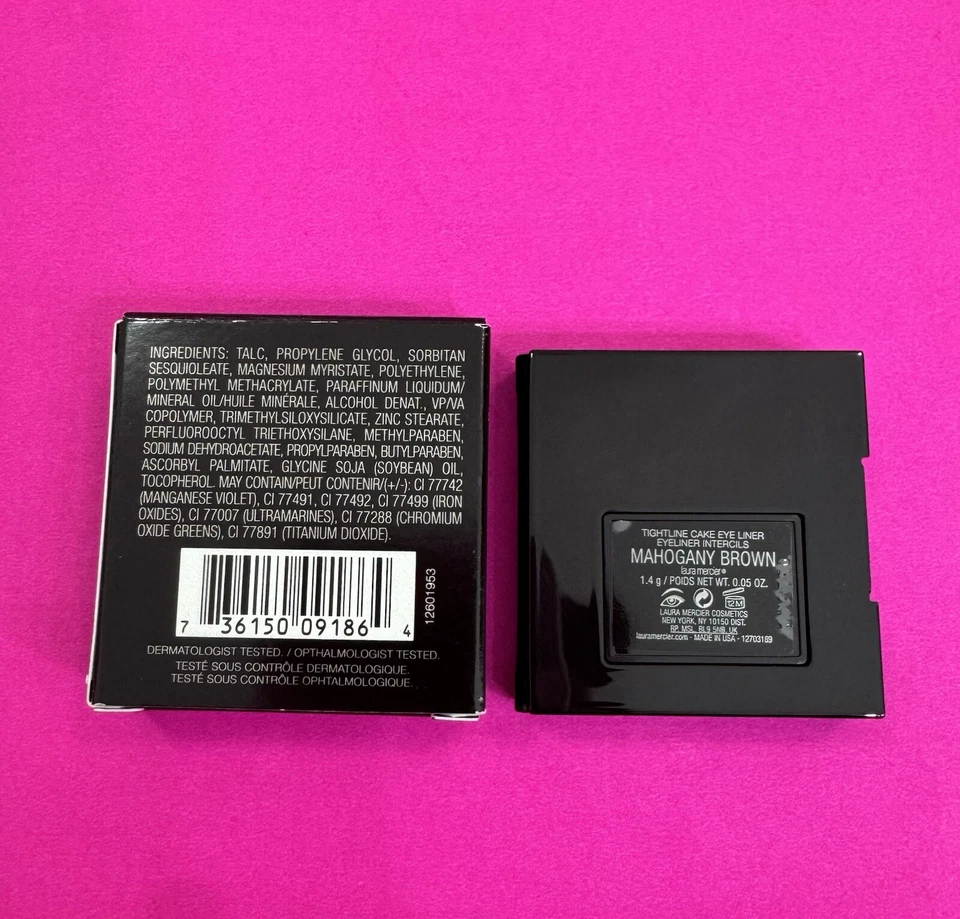 INGREDIENTS: TALC, PROPYLENE GLYCOL, SORBITAN
SESQUIOLEATE, MAGNESIUM MYRISTATE, POLYETHYLENE,
POLYMETHYL METHACRYLATE, PARAFFINUM LIQUIDUM/
MINERAL OIL/HUILE MINÉRALE, ALCOHOL DENAT., VP/VA
COPOLYMER, TRIMETHYLSILOXYSILICATE, ZINC STEARATE,
PERFLUOROOCTYL TRIETHOXYSILANE, METHYLPARABEN,
SODIUM DEHYDROACETATE, PROPYLPARABEN, BUTYLPARABEN,
ASCORBYL PALMITATE, GLYCINE SOJA (SOYBEAN) OIL,
TOCOPHEROL. MAY CONTAIN/PEUT CONTENIR/(+/-): CI 77742
(MANGANESE VIOLET), CI 77491, CI 77492, CI 77499 (IRON
OXIDES), CI 77007 (ULTRAMARINES), CI 77288 (CHROMIUM
OXIDE GREENS), CI 77891 (TITANIUM DIOXIDE).
7 36150 09186 4
12601953
DERMATOLOGIST TESTED. / OPTHALMOLOGIST TESTED.
TESTÉ SOUS CONTRÔLE DERMATOLOGIQUE.
TESTÉ SOUS CONTRÔLE OPHTALMOLOGIQUE.
TIGHTLINE CAKE EYE LINER
EYELINER INTERCILS
MAHOGANY BROWN
laura mercier®
1.4 g / POIDS NET WT. 0.05 OZ.
12M
LAURA MERCIER COSMETICS
NEW YORK, NY 10150 DIST.
RP, MSL, BL9 5NB, UK
lauramercier.com - MADE IN USA - 12703189